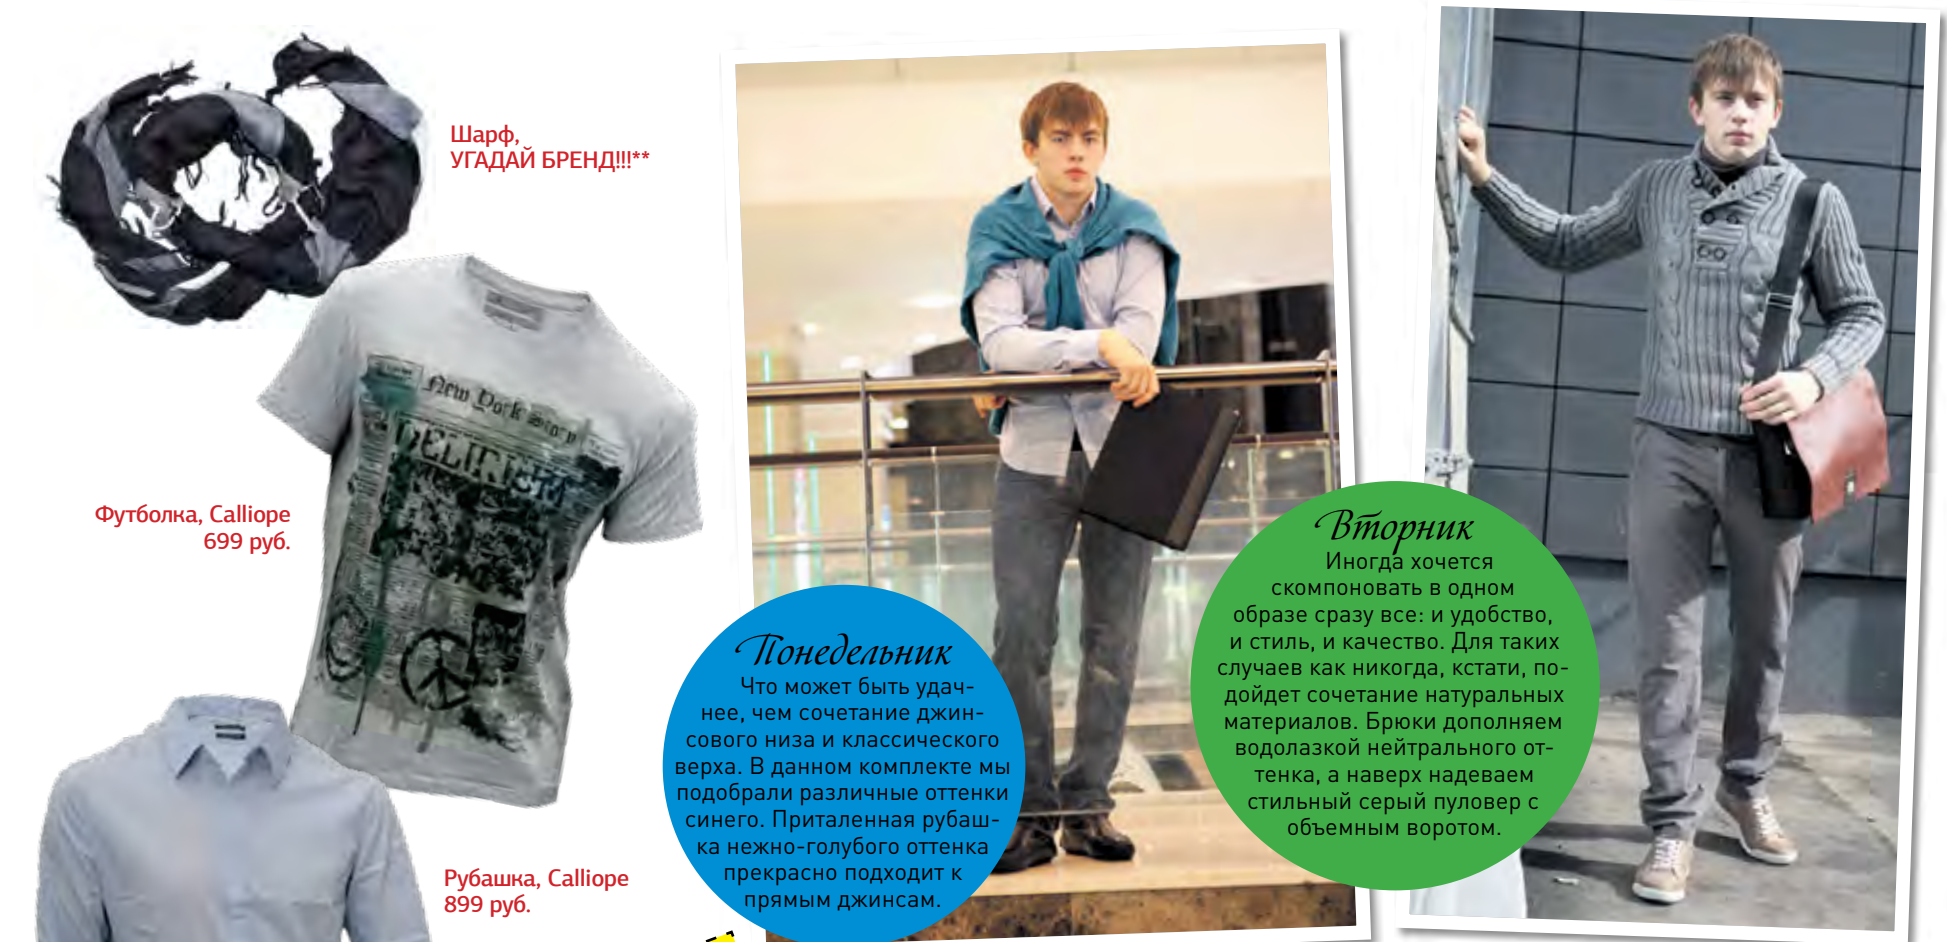 Шарф,
УГАДАЙ БРЕНД!!!**
New York Story
Футболка, Calliope
699 руб.
Рубашка, Calliope
899 руб.
Понедельник
Что может быть удач-
нее, чем сочетание джин-
сового низа и классического
верха. В данном комплекте мы
подобрали различные оттенки
синего. Приталенная рубаш-
ка нежно-голубого оттенка
прекрасно подходит к
прямым джинсам.
Вторник
Иногда хочется
скомпоновать в одном
образе сразу все: и удобство,
и стиль, и качество. Для таких
случаев как никогда, кстати, по-
дойдет сочетание натуральных
материалов. Брюки дополняем
водолазкой нейтрального от-
тенка, а наверх надеваем
стильный серый пуловер с
объемным воротом.